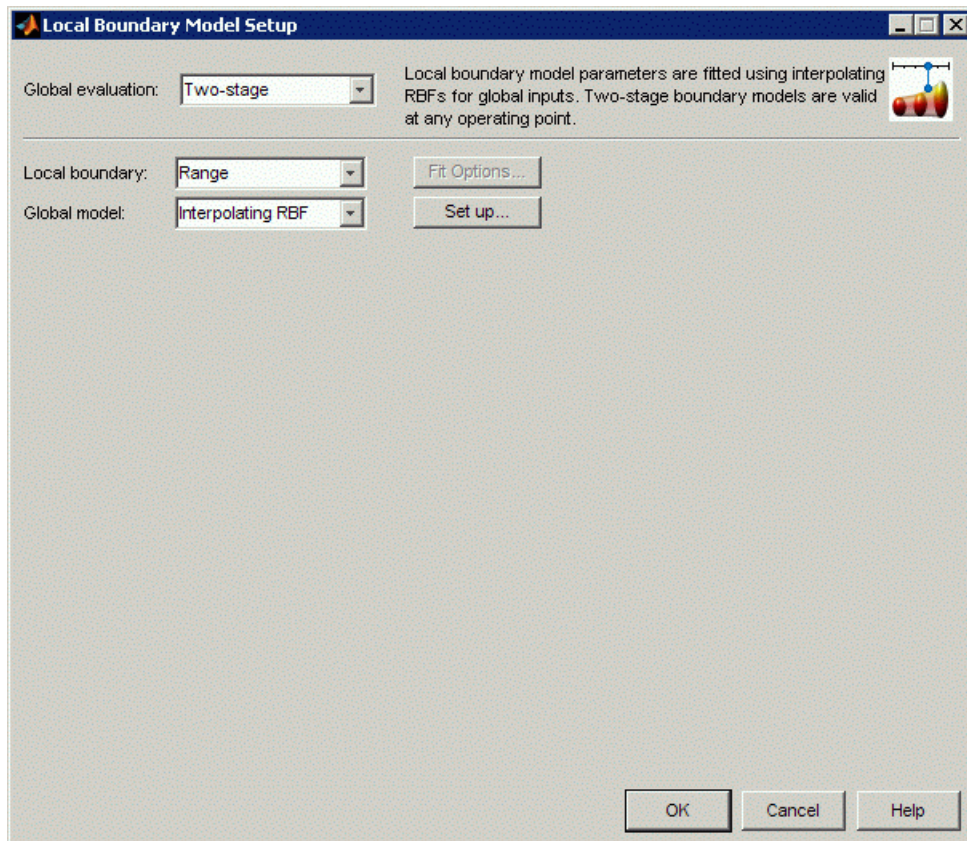 Local Boundary Model Setup
Global evaluation: Two-stage
Local boundary model parameters are fitted using interpolating
RBFs for global inputs. Two-stage boundary models are valid
at any operating point.
Local boundary: Range Fit Options...
Global model: Interpolating RBF Set up...
OK Cancel Help